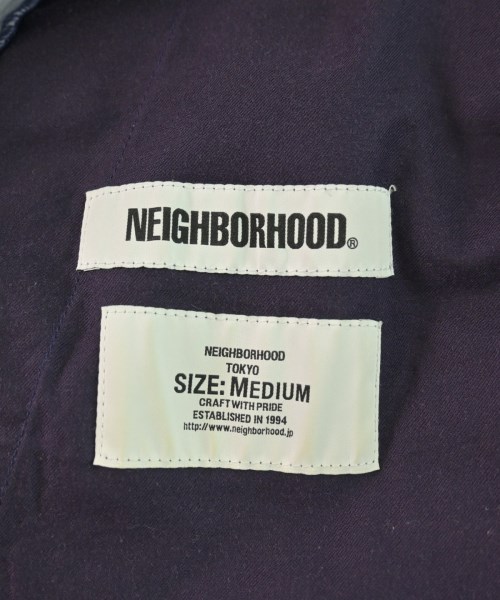 NEIGHBORHOOD®
NEIGHBORHOOD
TOKYO
SIZE: MEDIUM
CRAFT WITH PRIDE
ESTABLISHED IN 1994
http://www.neighborhood.jp